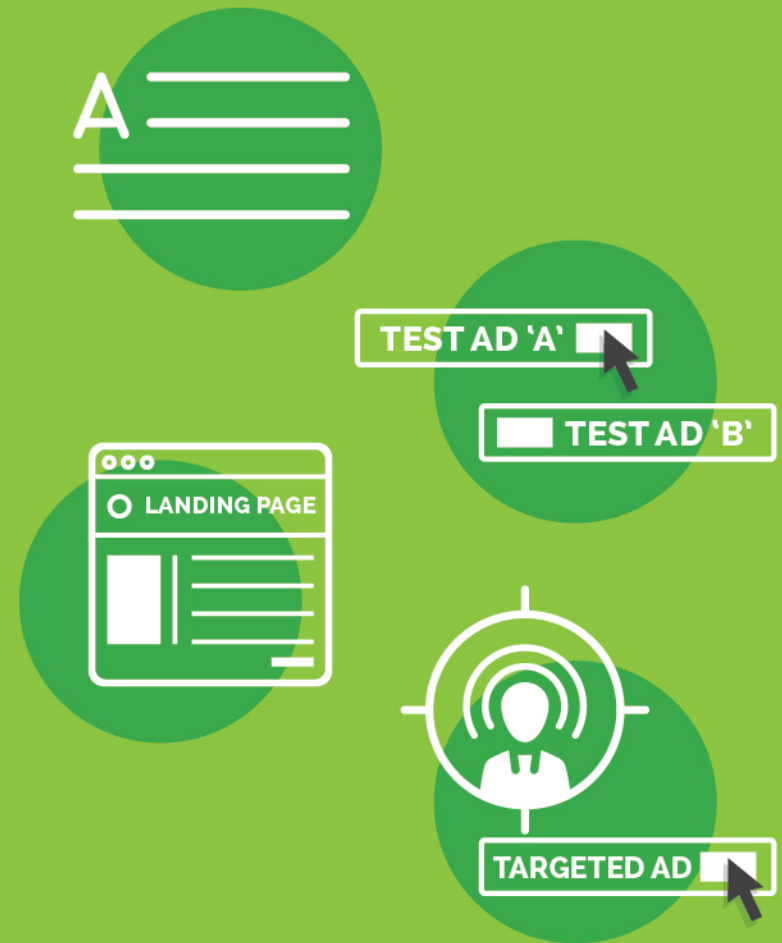 A
TEST AD ‘A’
TEST AD ‘B’
LANDING PAGE
TARGETED AD